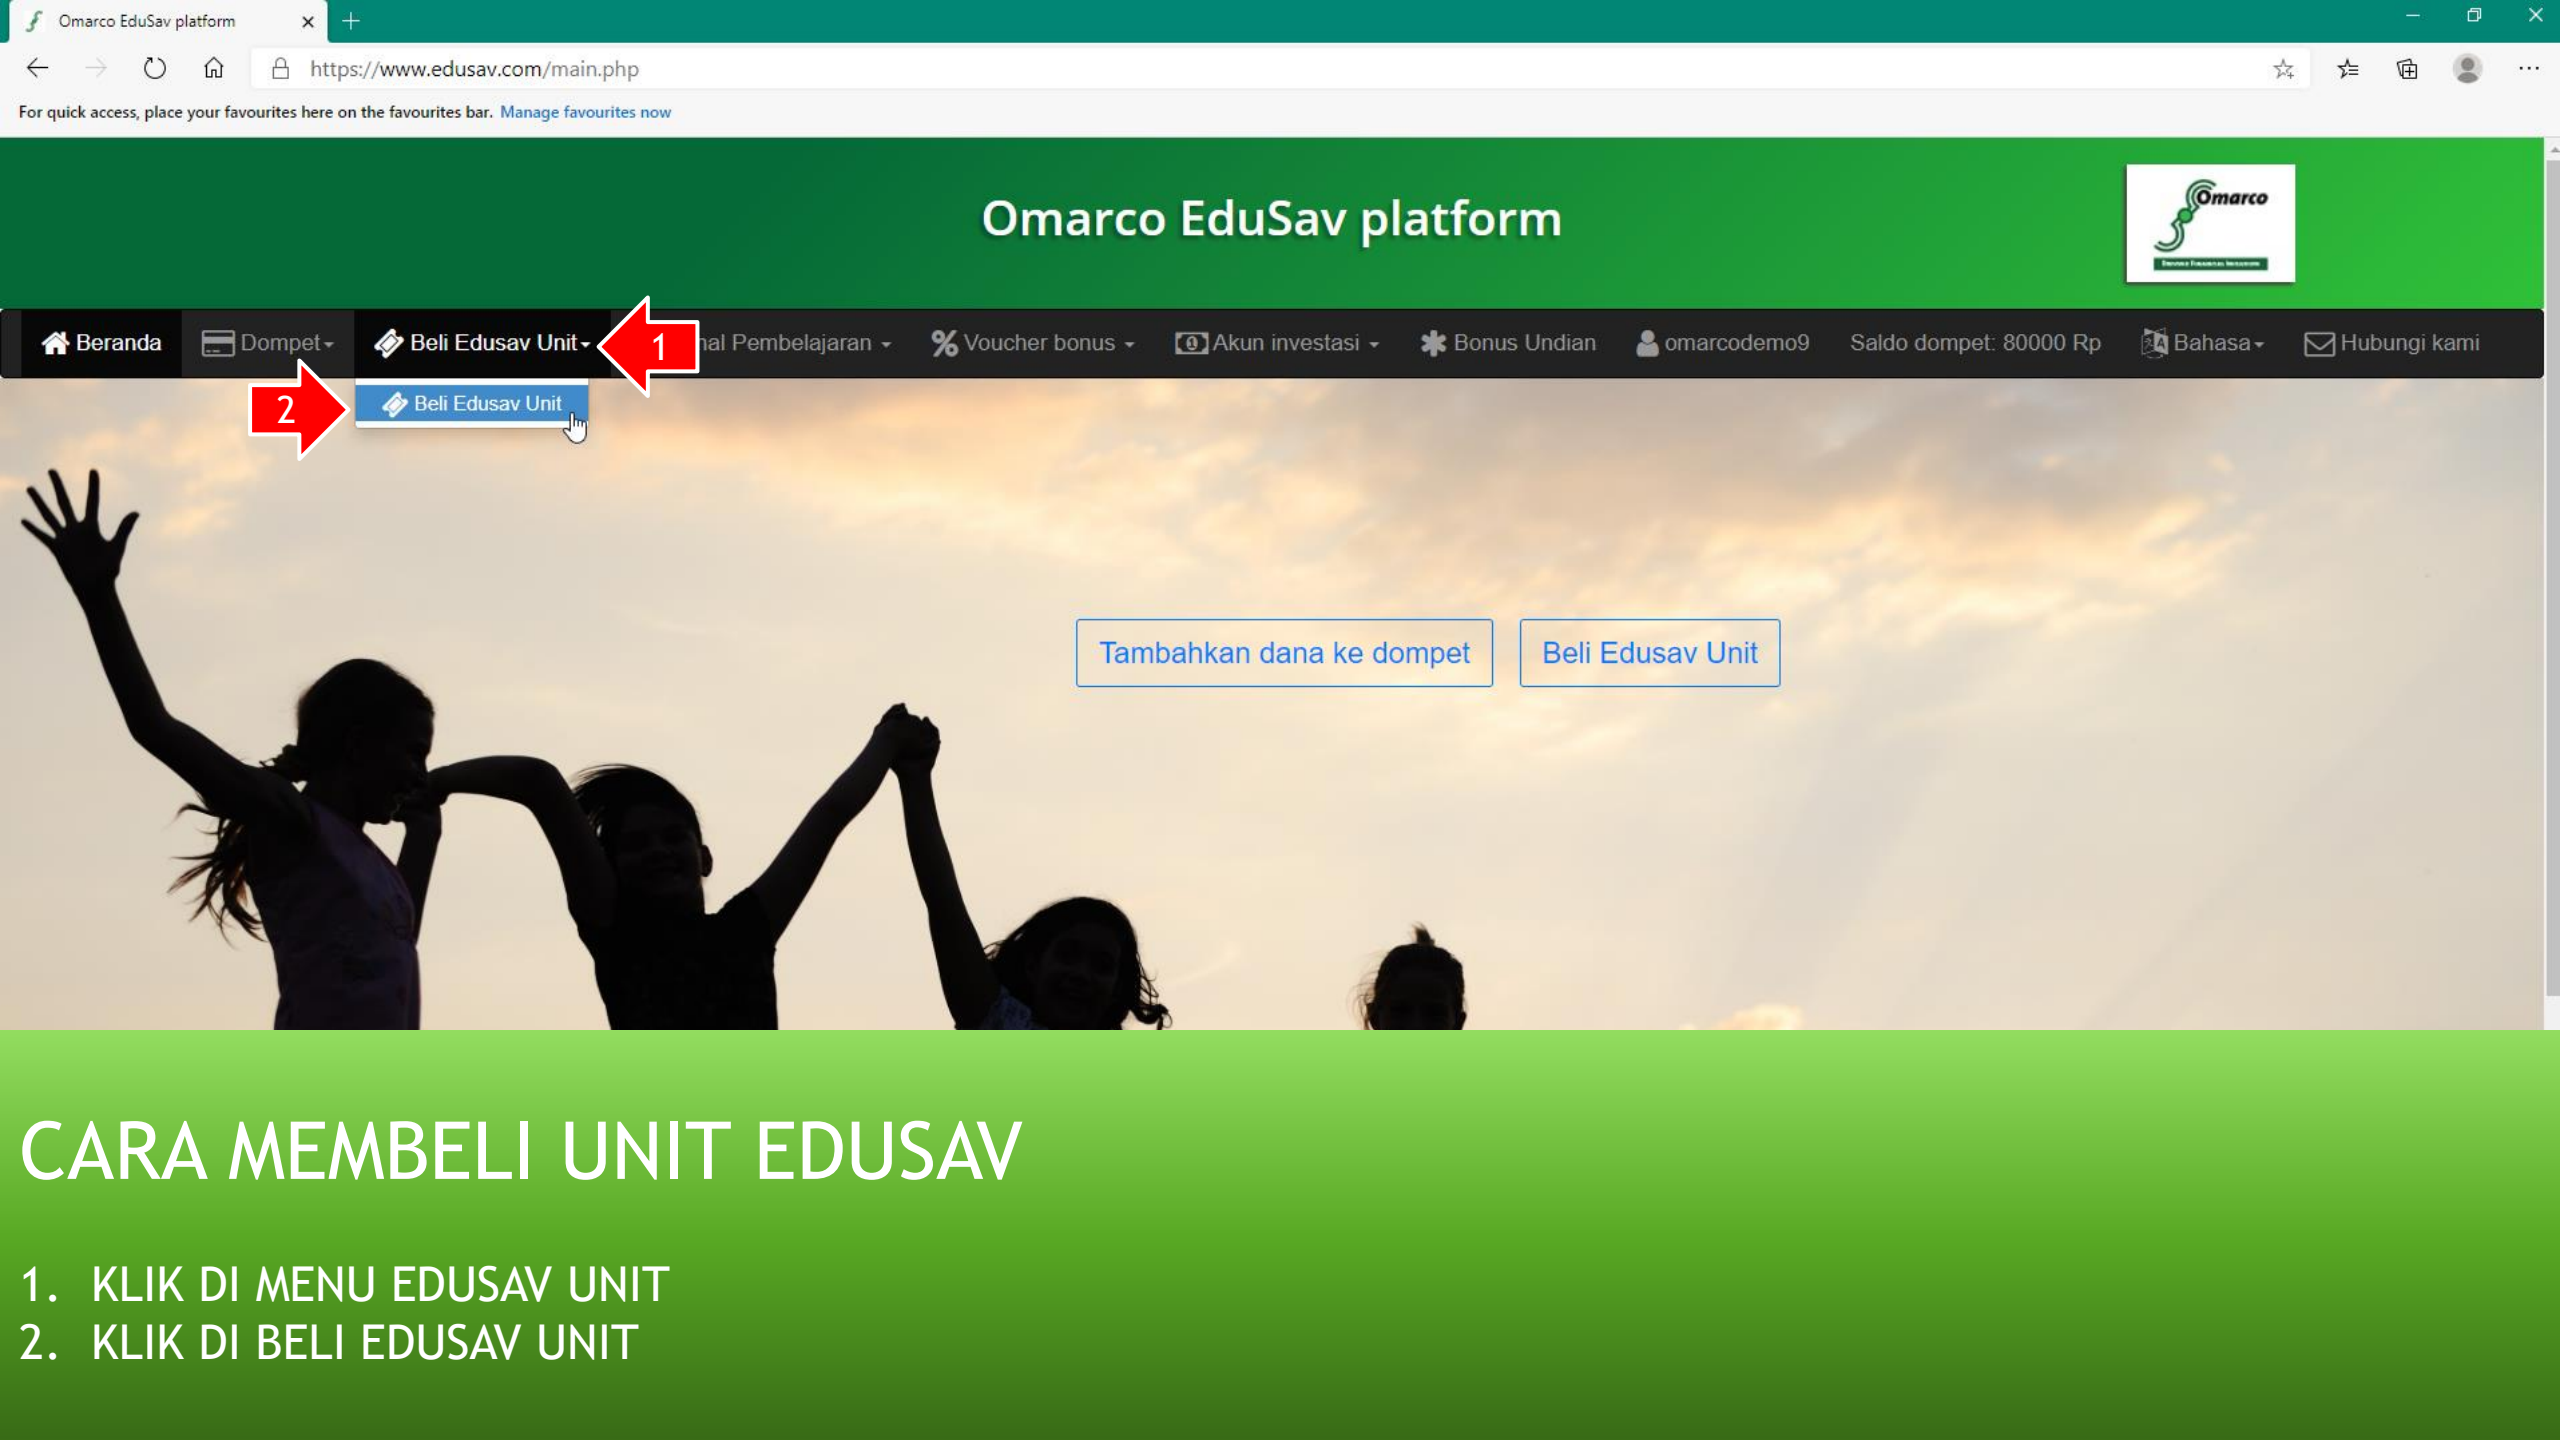 Omarco EduSav platform
https://www.edusav.com/main.php
For quick access, place your favourites here on the favourites bar. Manage favourites now
Omarco EduSav platform
Omarco
Beranda Dompet Beli Edusav Unit 1 Pembelajaran Voucher bonus Akun investasi Bonus Undian omarcodemo9 Saldo dompet: 80000 Rp Bahasa Hubungi kami
2 Beli Edusav Unit
Tambahkan dana ke dompet Beli Edusav Unit
CARA MEMBELI UNIT EDUSAV
1. KLIK DI MENU EDUSAV UNIT
2. KLIK DI BELI EDUSAV UNIT